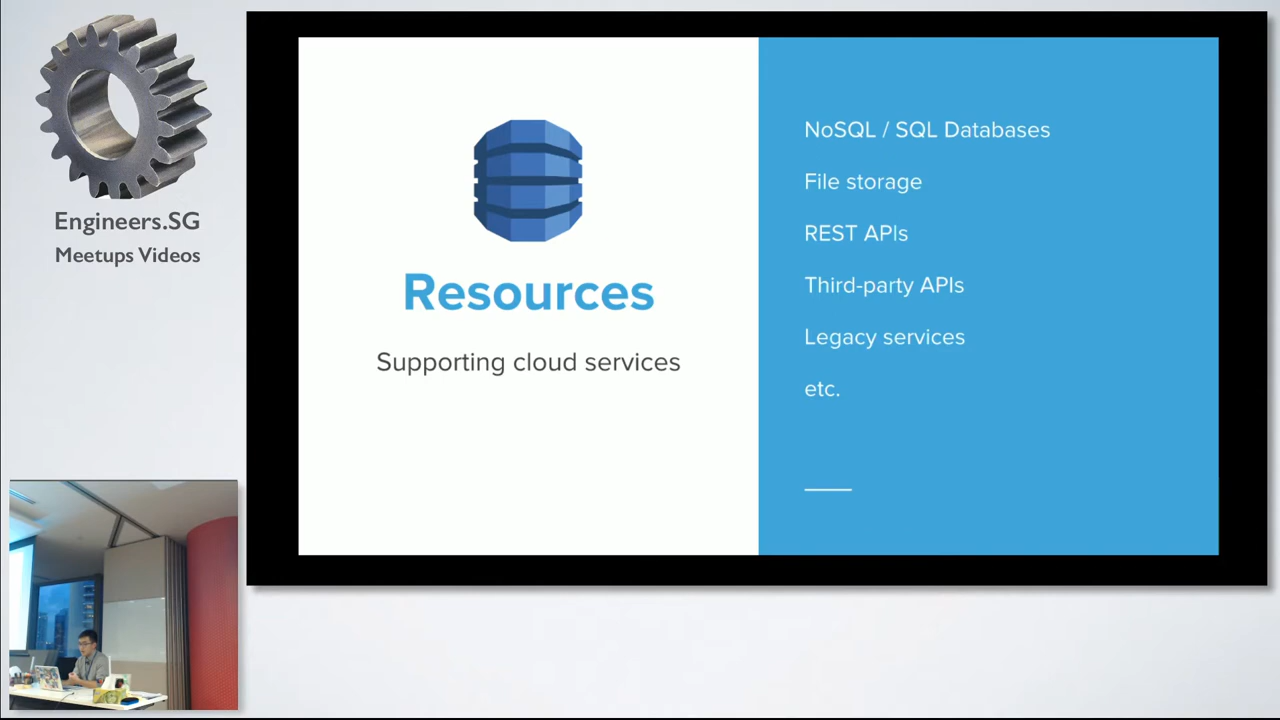 Engineers.SG
Meetups Videos
Resources
Supporting cloud services
NoSQL / SQL Databases
File storage
REST APIs
Third-party APIs
Legacy services
etc.